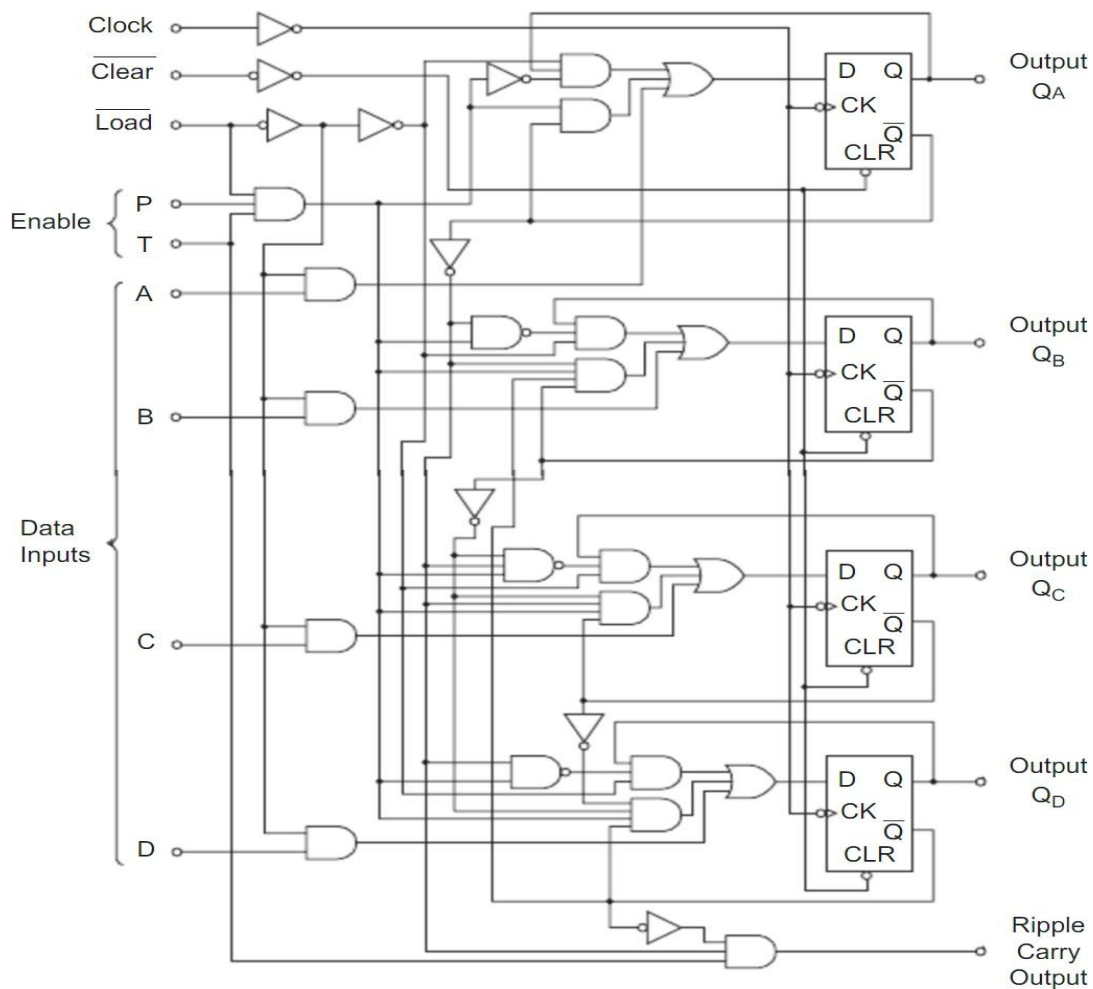 Clock
Clear
Load
Enable
P
T
Data
Inputs
A
B
C
D
D Q
CK
Q
CLR
Output
QA
D Q
CK
Q
CLR
Output
QB
D Q
CK
Q
CLR
Output
QC
D Q
CK
Q
CLR
Output
QD
Ripple
Carry
Output